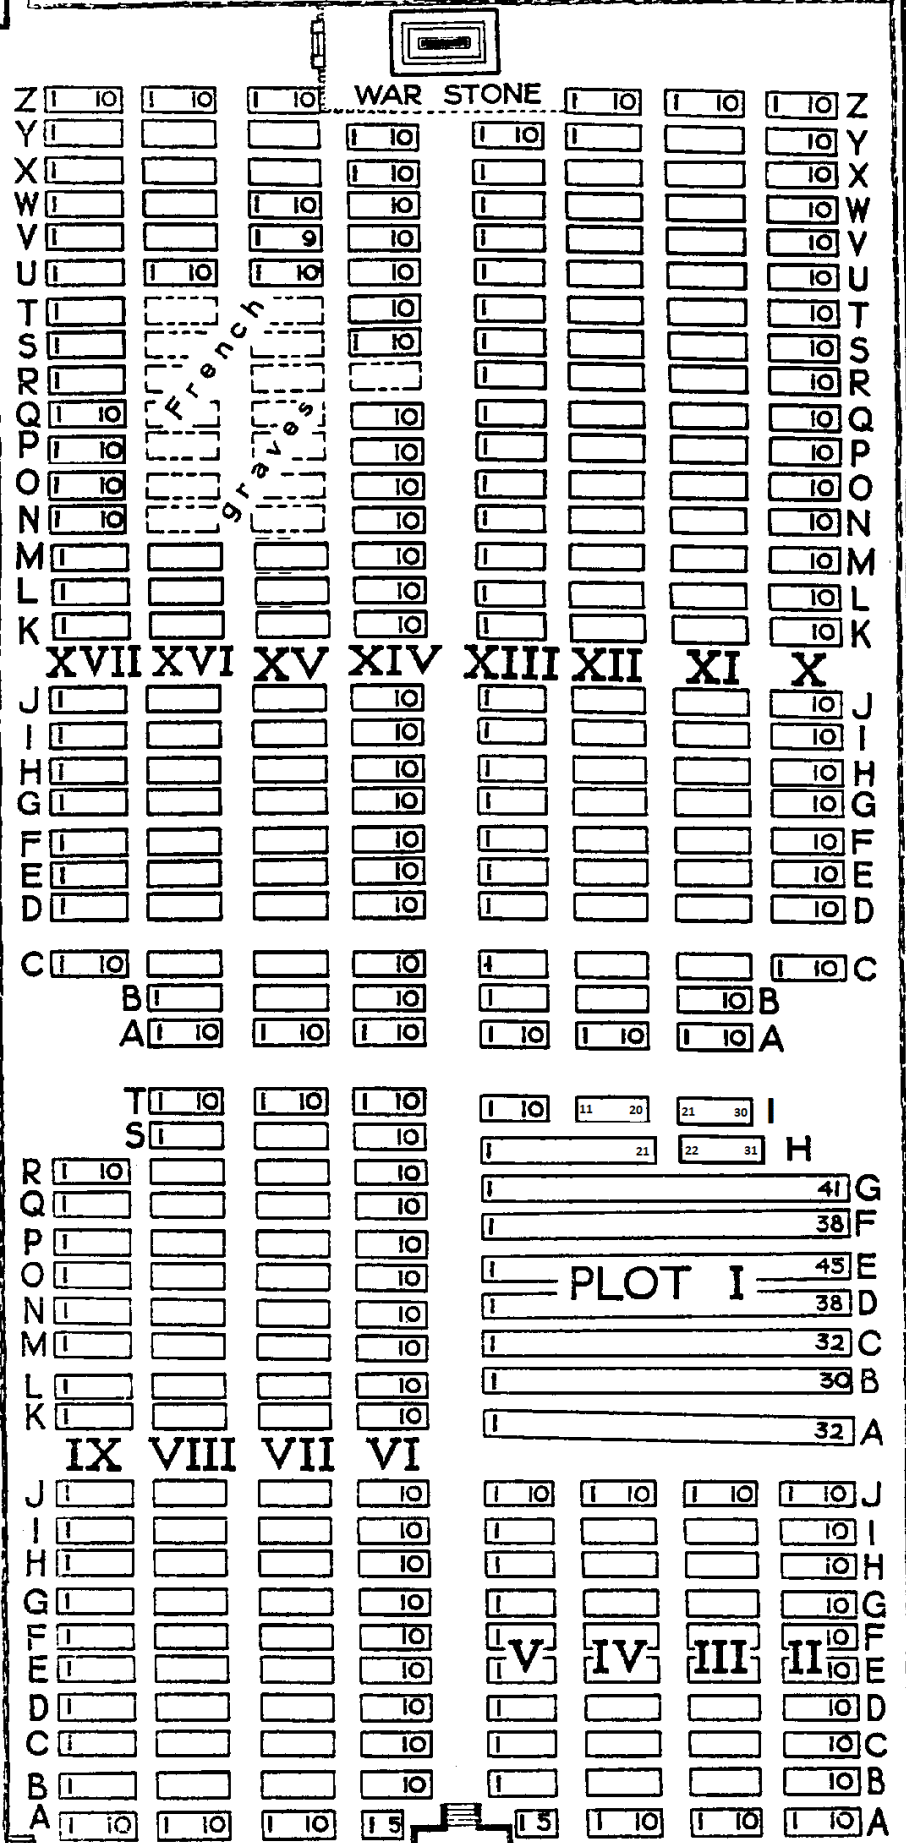 WAR STONE
Z 1 10 1 10 1 10 1 10 1 10 1 10 Z
Y 1 1 10 1 10 1 10 Y
X 1 1 10 1 10 X
W 1 1 10 10 1 10 W
V 1 1 9 10 1 10 V
U 1 1 10 1 10 10 1 10 U
T 1 10 1 10 T
S 1 1 10 1 10 S
R 1 1 10 R
Q 1 10 10 1 10 Q
P 1 10 10 1 10 P
O 1 10 10 1 10 O
N 1 10 10 1 10 N
French
graves
M 1 10 1 10 M
L 1 10 1 10 L
K 1 10 1 10 K
XVII XVI XV XIV XIII XII XI X
J 1 10 1 10 J
I 1 10 1 10 I
H 1 10 1 10 H
G 1 10 1 10 G
F 1 10 1 10 F
E 1 10 1 10 E
D 1 10 1 10 D
C 1 10 10 1 1 10 C
B 1 10 1 10 B
A 1 10 1 10 1 10 1 10 1 10 1 10 A
T 1 10 1 10 1 10 1 10 11 20 21 30 I
S 1 10 1 21 22 31 H
R 1 10 10 1 41 G
Q 1 10 1 38 F
P 1 10 1 45 E
PLOT I
O 1 10 1 38 D
N 1 10 1 32 C
M 1 10
L 1 10 1 30 B
K 1 10 1 32 A
IX VIII VII VI
J 1 10 1 10 1 10 1 10 1 10 J
I 1 10 1 10 I
H 1 10 1 10 H
G 1 10 1 10 G
F 1 10 1 10 F
V IV III II
E 1 10 1 10 E
D 1 10 1 10 D
C 1 10 1 10 C
B 1 10 1 10 B
A 1 10 1 10 1 10 1 5 1 5 1 10 1 10 1 10 A